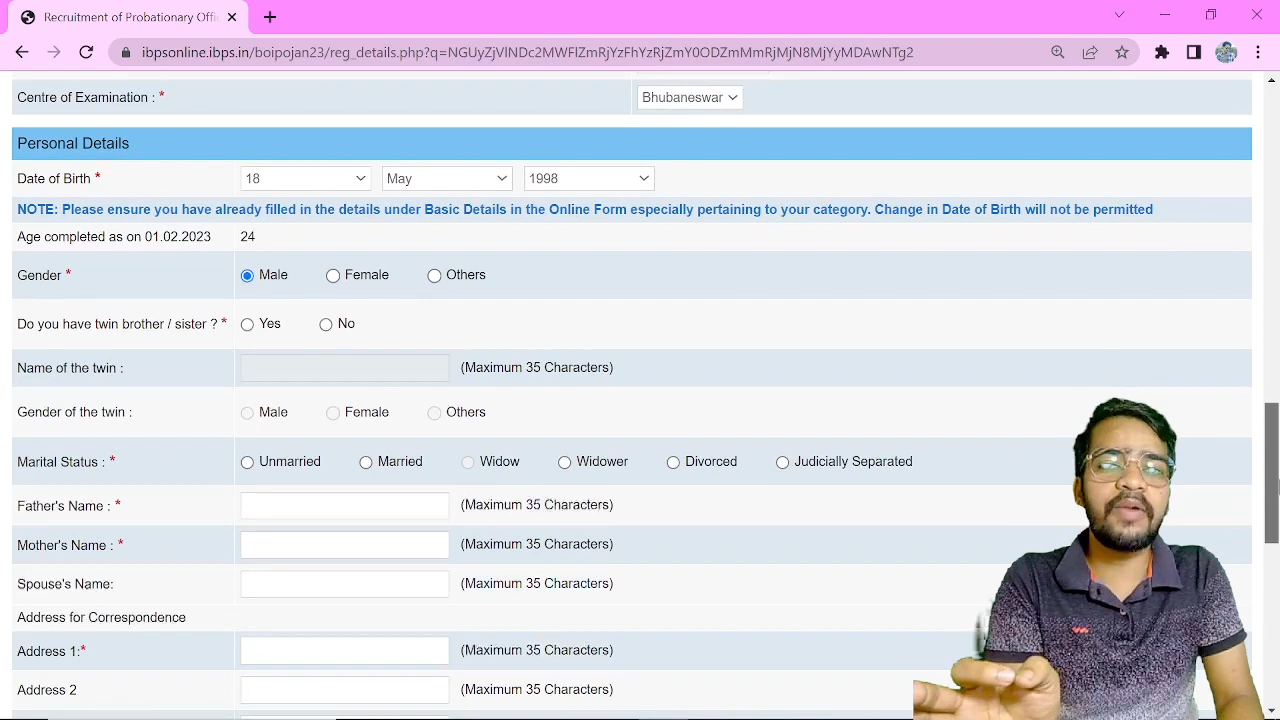 Recruitment of Probationary Offi
ibpsonline.ibps.in/boipojan23/reg_details.php?q=NGUyZjVlNDc2MWFlZmRjYzFhYzRjZmY0ODZmMmRjMjN8MjYyMDAwNTg2
Centre of Examination : * Bhubaneswar
Personal Details
Date of Birth * 18 May 1998
NOTE: Please ensure you have already filled in the details under Basic Details in the Online Form especially pertaining to your category. Change in Date of Birth will not be permitted
Age completed as on 01.02.2023 24
Gender * Male Female Others
Do you have twin brother / sister ? * Yes No
Name of the twin : (Maximum 35 Characters)
Gender of the twin : Male Female Others
Marital Status : * Unmarried Married Widow Widower Divorced Judicially Separated
Father's Name : * (Maximum 35 Characters)
Mother's Name : * (Maximum 35 Characters)
Spouse's Name: (Maximum 35 Characters)
Address for Correspondence
Address 1:* (Maximum 35 Characters)
Address 2 (Maximum 35 Characters)